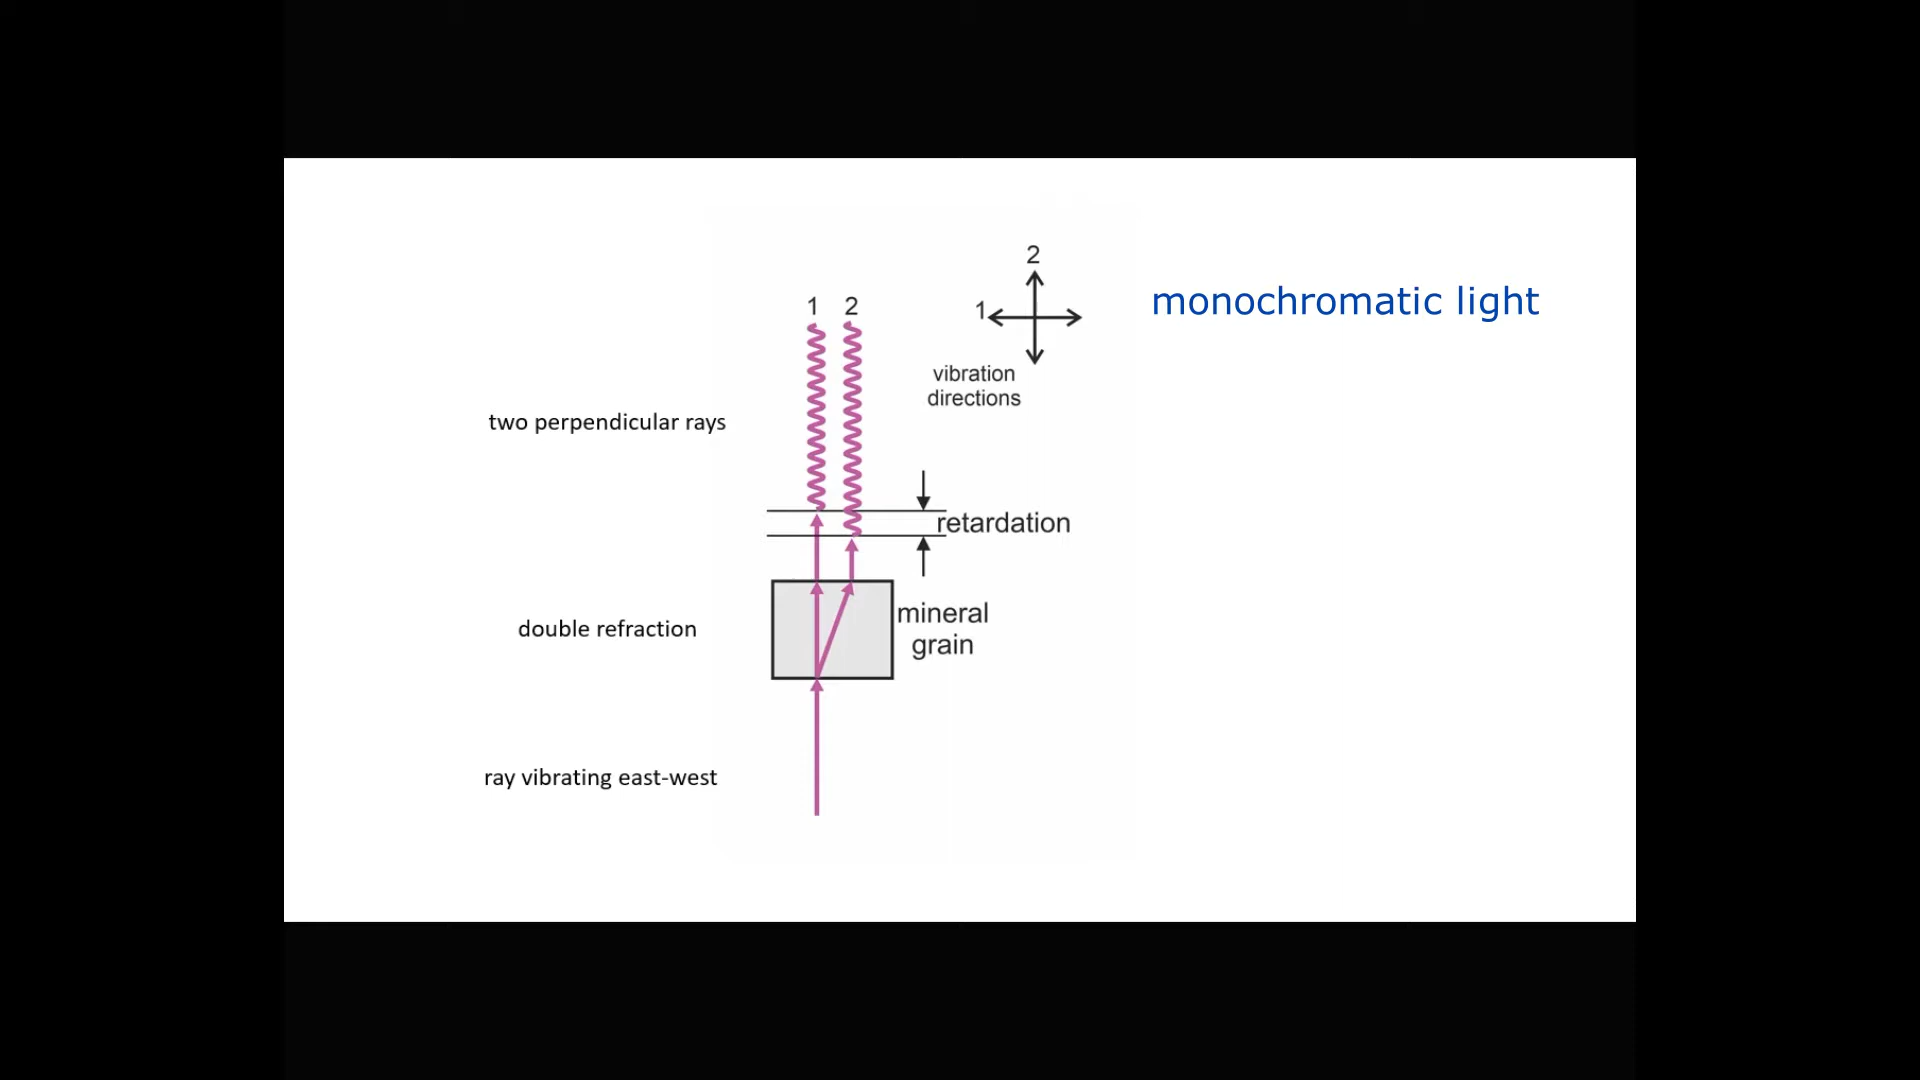 2
monochromatic light
1 2
1
vibration
directions
two perpendicular rays
retardation
mineral
grain
double refraction
ray vibrating east-west